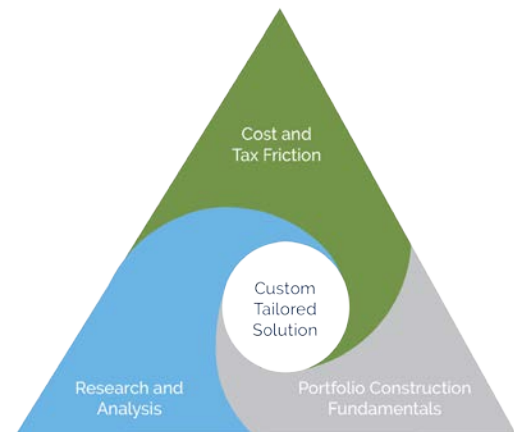 Cost and
Tax Friction
Custom
Tailored
Solution
Research and
Analysis
Portfolio Construction
Fundamentals